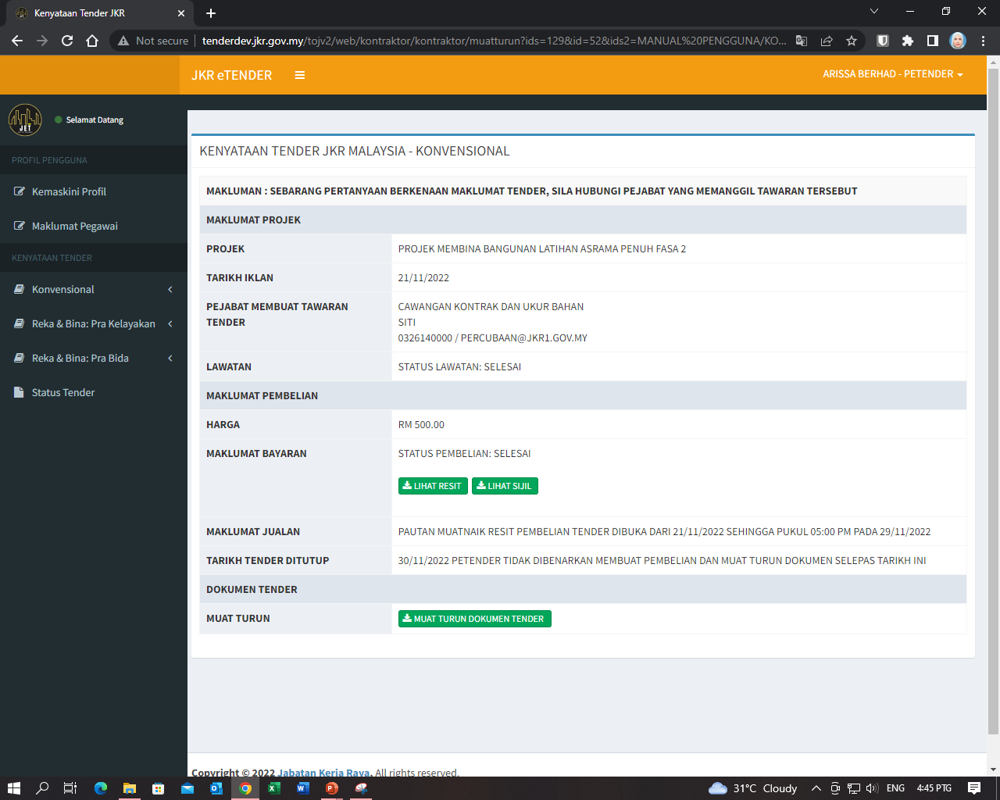 Kenyataan Tender JKR
Not secure
tenderdev.jkr.gov.my/tojv2/web/kontraktor/kontraktor/muatturun?ids=129&id=52&ids2=MANUAL%20PENGGUNA/KO...
JKR eTENDER
ARISSA BERHAD - PETENDER
JET
Selamat Datang
PROFIL PENGGUNA
Kemaskini Profil
Maklumat Pegawai
KENYATAAN TENDER
Konvensional
Reka & Bina: Pra Kelayakan
Reka & Bina: Pra Bida
Status Tender
KENYATAAN TENDER JKR MALAYSIA - KONVENSIONAL
MAKLUMAN : SEBARANG PERTANYAAN BERKENAAN MAKLUMAT TENDER, SILA HUBUNGI PEJABAT YANG MEMANGGIL TAWARAN TERSEBUT
MAKLUMAT PROJEK
PROJEK
PROJEK MEMBINA BANGUNAN LATIHAN ASRAMA PENUH FASA 2
TARIKH IKLAN
21/11/2022
PEJABAT MEMBUAT TAWARAN
TENDER
CAWANGAN KONTRAK DAN UKUR BAHAN
SITI
0326140000 / PERCUBAAN@JKR1.GOV.MY
LAWATAN
STATUS LAWATAN: SELESAI
MAKLUMAT PEMBELIAN
HARGA
RM 500.00
MAKLUMAT BAYARAN
STATUS PEMBELIAN: SELESAI
LIHAT RESIT
LIHAT SIJIL
MAKLUMAT JUALAN
PAUTAN MUATNAIK RESIT PEMBELIAN TENDER DIBUKA DARI 21/11/2022 SEHINGGA PUKUL 05:00 PM PADA 29/11/2022
TARIKH TENDER DITUTUP
30/11/2022 PETENDER TIDAK DIBENARKAN MEMBUAT PEMBELIAN DAN MUAT TURUN DOKUMEN SELEPAS TARIKH INI
DOKUMEN TENDER
MUAT TURUN
MUAT TURUN DOKUMEN TENDER
Copyright © 2022 Jabatan Kerja Raya. All rights reserved.
31°C Cloudy
ENG
4:45 PTG